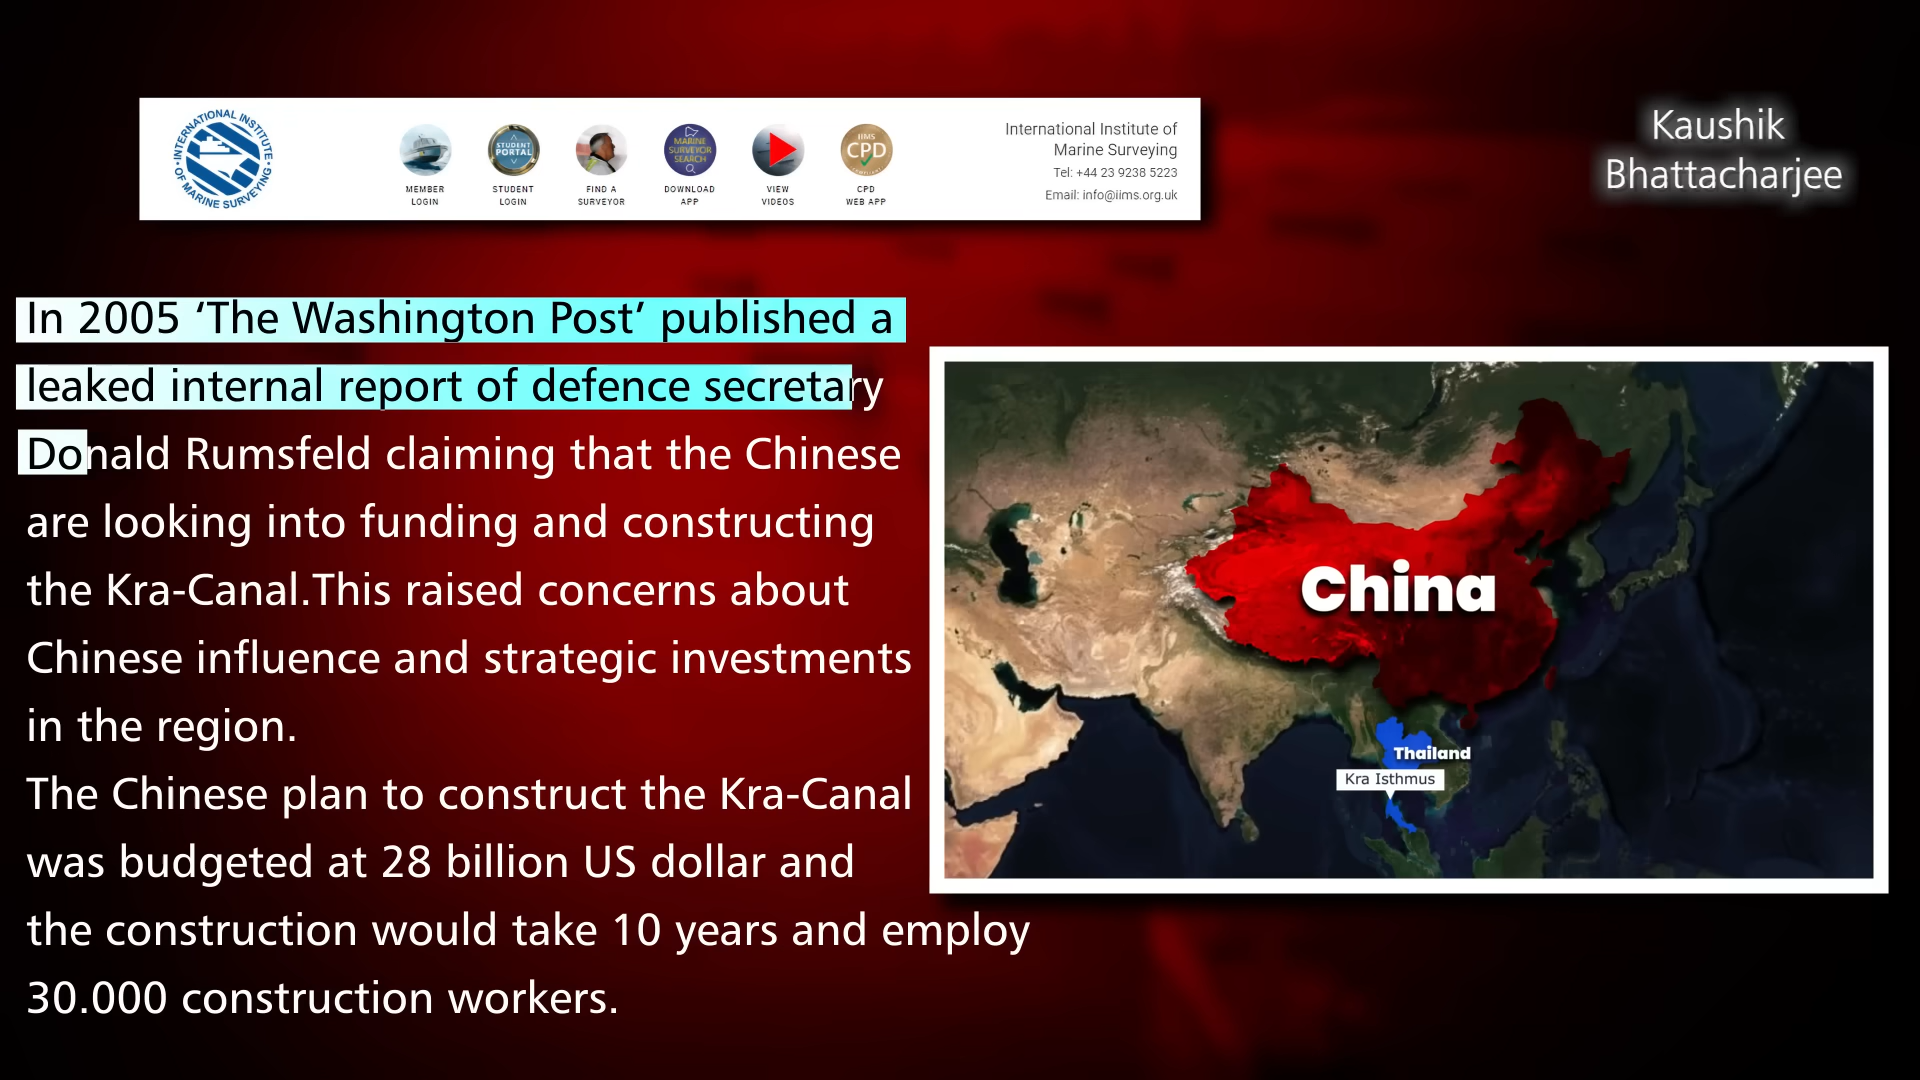 INTERNATIONAL INSTITUTE
OF MARINE SURVEYING
MEMBER
LOGIN
STUDENT
PORTAL
STUDENT
LOGIN
FIND A
SURVEYOR
MARINE
SURVEYOR
SEARCH
DOWNLOAD
APP
VIEW
VIDEOS
IIMS
CPD
CPD
WEB APP
International Institute of
Marine Surveying
Tel: +44 23 9238 5223
Email: info@iims.org.uk
Kaushik
Bhattacharjee
In 2005 ‘The Washington Post’ published a
leaked internal report of defence secretary
Donald Rumsfeld claiming that the Chinese
are looking into funding and constructing
the Kra-Canal.This raised concerns about
Chinese influence and strategic investments
in the region.
The Chinese plan to construct the Kra-Canal
was budgeted at 28 billion US dollar and
the construction would take 10 years and employ
30.000 construction workers.
China
Thailand
Kra Isthmus